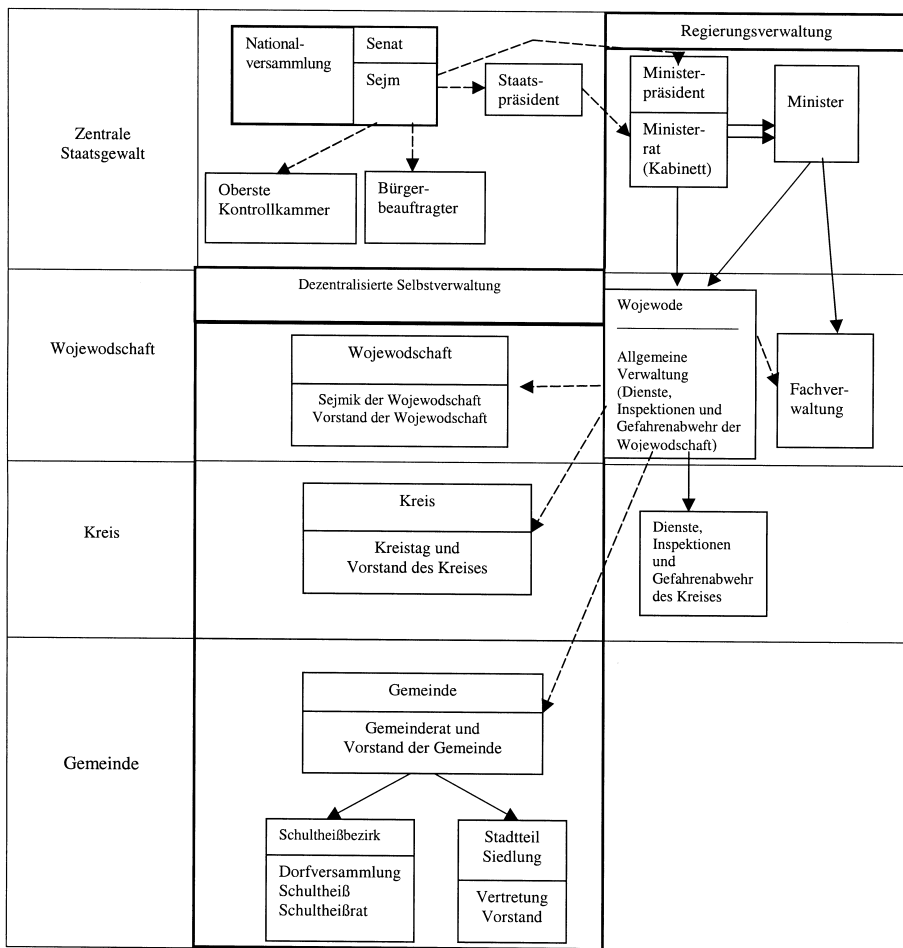 Regierungsverwaltung
Zentrale
Staatsgewalt
National-
versammlung
Senat
Sejm
Staats-
präsident
Minister-
präsident
Minister-
rat
(Kabinett)
Minister
Oberste
Kontrollkammer
Bürger-
beauftragter
Wojewodschaft
Dezentralisierte Selbstverwaltung
Wojewodschaft
Sejmik der Wojewodschaft
Vorstand der Wojewodschaft
Wojewode
Allgemeine
Verwaltung
(Dienste,
Inspektionen und
Gefahrenabwehr der
Wojewodschaft)
Fachver-
waltung
Kreis
Kreis
Kreistag und
Vorstand des Kreises
Dienste,
Inspektionen
und
Gefahrenabwehr
des Kreises
Gemeinde
Gemeinde
Gemeinderat und
Vorstand der Gemeinde
Schultheißbezirk
Dorfversammlung
Schultheiß
Schultheißrat
Stadtteil
Siedlung
Vertretung
Vorstand